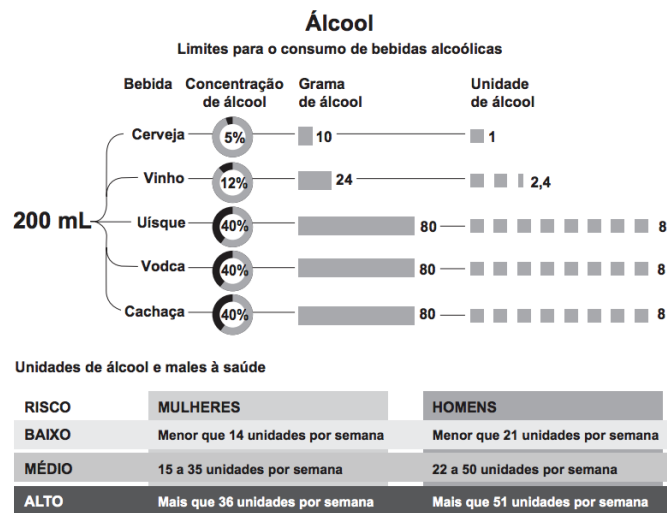 Álcool
Limites para o consumo de bebidas alcoólicas
Bebida Concentração de álcool Grama de álcool Unidade de álcool
200 mL
Cerveja 5% 10 1
Vinho 12% 24 2,4
Uísque 40% 80 8
Vodca 40% 80 8
Cachaça 40% 80 8
Unidades de álcool e males à saúde
RISCO MULHERES HOMENS
BAIXO Menor que 14 unidades por semana Menor que 21 unidades por semana
MÉDIO 15 a 35 unidades por semana 22 a 50 unidades por semana
ALTO Mais que 36 unidades por semana Mais que 51 unidades por semana